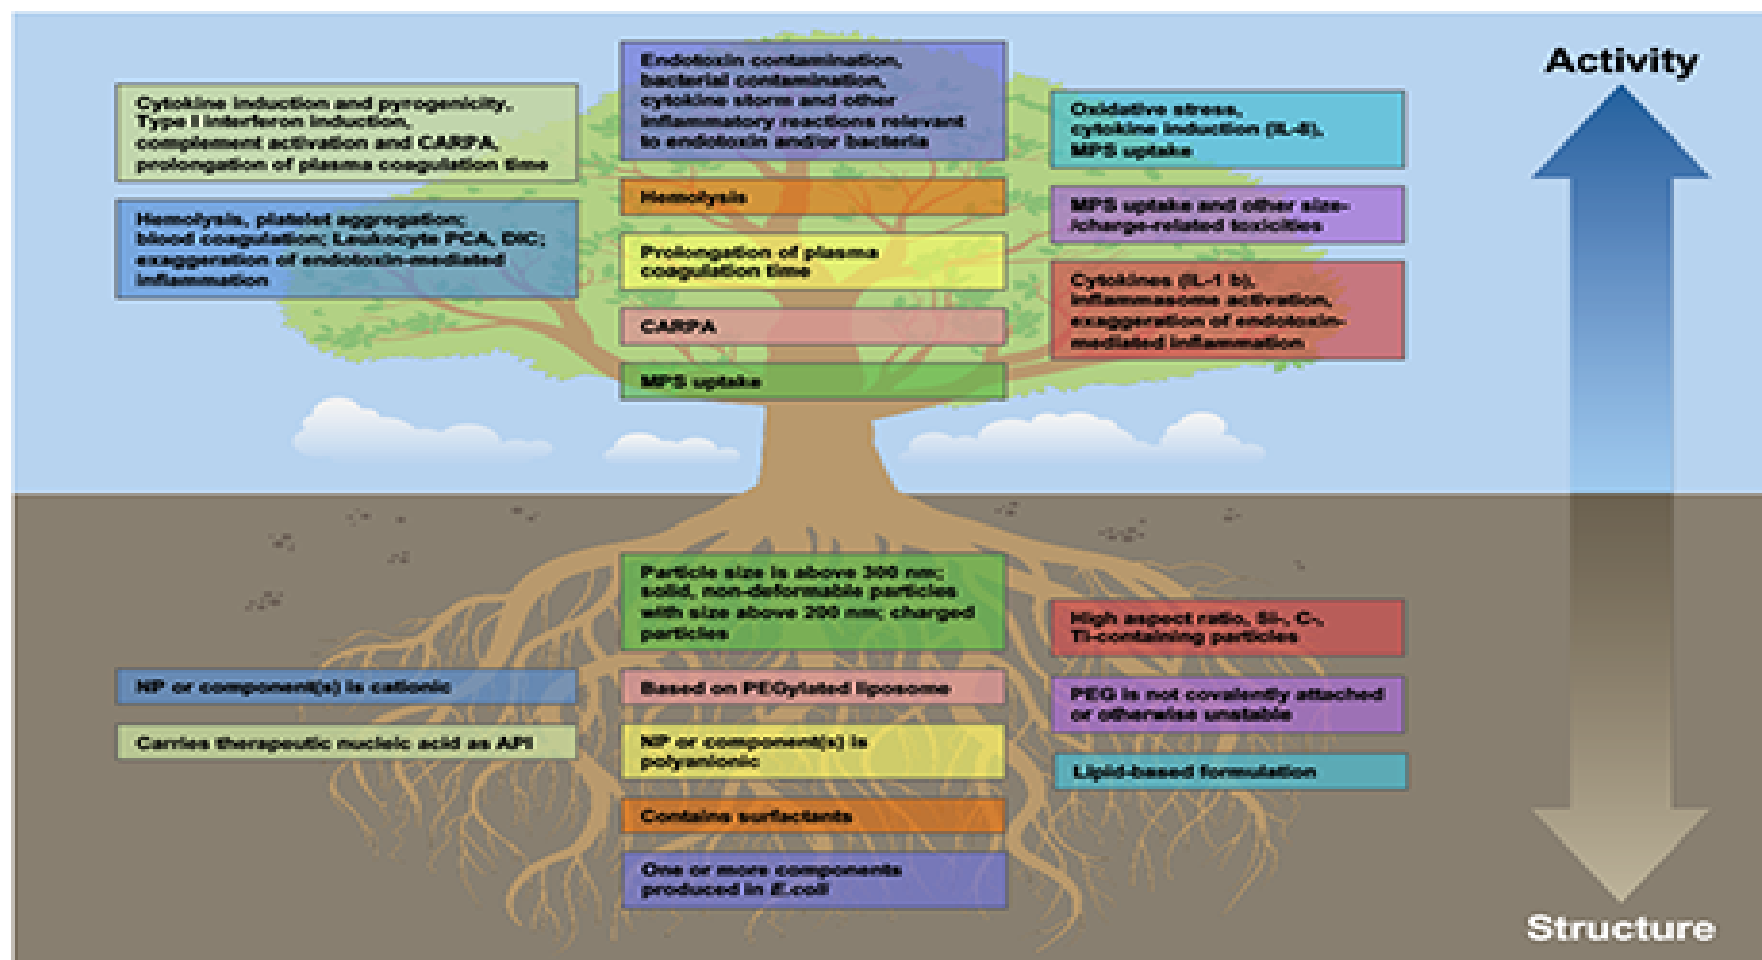 Activity
Cytokine induction and pyrogenicity,
Type I interferon induction,
complement activation and CARPA,
prolongation of plasma coagulation time
Hemolysis, platelet aggregation;
blood coagulation; Leukocyte PCA, DIC;
exaggeration of endotoxin-mediated
inflammation
Endotoxin contamination,
bacterial contamination,
cytokine storm and other
inflammatory reactions relevant
to endotoxin and/or bacteria
Hemolysis
Prolongation of plasma
coagulation time
CARPA
MPS uptake
Oxidative stress,
cytokine induction (IL-8),
MPS uptake
MPS uptake and other size-
/charge-related toxicities
Cytokines (IL-1 b),
inflammasome activation,
exaggeration of endotoxin-
mediated inflammation
NP or component(s) is cationic
Carries therapeutic nucleic acid as API
Particle size is above 300 nm;
solid, non-deformable particles
with size above 200 nm; charged
particles
Based on PEGylated liposome
NP or component(s) is
polyanionic
Contains surfactants
One or more components
produced in E.coli
High aspect ratio, Si-, C-,
Ti-containing particles
PEG is not covalently attached
or otherwise unstable
Lipid-based formulation
Structure